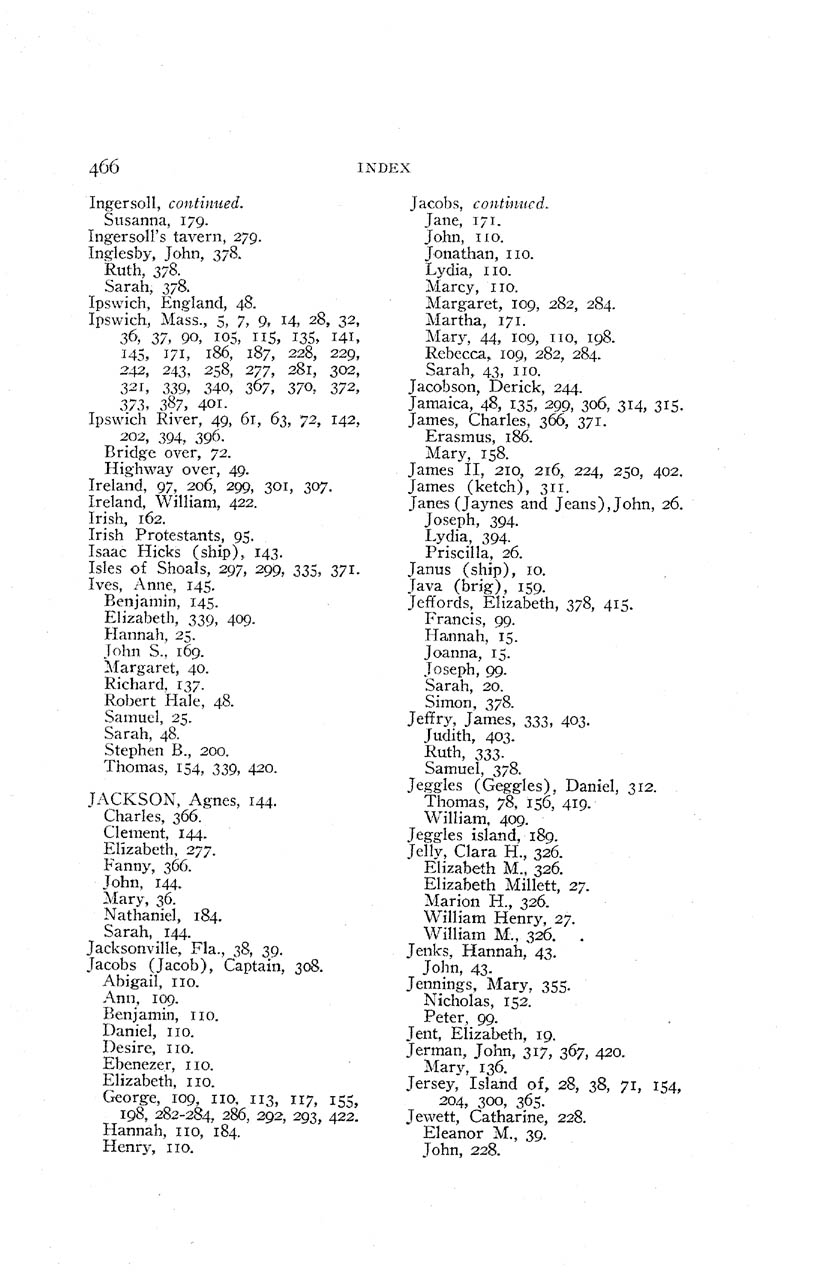 466
INDEX
Ingersoll, continued.
Susanna, 179.
Ingersoll's tavern, 279.
Inglesby, John, 378.
Ruth, 378.
Sarah, 378.
Ipswich, England, 48.
Ipswich, Mass., 5, 7, 9, 14, 28, 32,
36, 37, 90, 105, 115, 135, 141,
145, 171, 186, 187, 228, 229,
242, 243, 258, 277, 281, 302,
321, 339, 340, 367, 370, 372,
373, 387, 401.
Ipswich River, 49, 61, 63, 72, 142,
202, 394, 396.
Bridge over, 72.
Highway over, 49.
Ireland, 97, 206, 299, 301, 307.
Ireland, William, 422.
Irish, 162.
Irish Protestants, 95.
Isaac Hicks (ship), 143.
Isles of Shoals, 297, 299, 335, 371.
Ives, Anne, 145.
Benjamin, 145.
Elizabeth, 339, 409.
Hannah, 25.
John S., 169.
Margaret, 40.
Richard, 137.
Robert Hale, 48.
Samuel, 25.
Sarah, 48.
Stephen B., 200.
Thomas, 154, 339, 420.
JACKSON, Agnes, 144.
Charles, 366.
Clement, 144.
Elizabeth, 277.
Fanny, 366.
John, 144.
Mary, 36.
Nathaniel, 184.
Sarah, 144.
Jacksonville, Fla., 38, 39.
Jacobs (Jacob), Captain, 308.
Abigail, 110.
Ann, 109.
Benjamin, 110.
Daniel, 110.
Desire, 110.
Ebenezer, 110.
Elizabeth, 110.
George, 109, 110, 113, 117, 155,
198, 282-284, 286, 292, 293, 422.
Hannah, 110, 184.
Henry, 110.
Jacobs, continued.
Jane, 171.
John, 110.
Jonathan, 110.
Lydia, 110.
Marcy, 110.
Margaret, 109, 282, 284.
Martha, 171.
Mary, 44, 109, 110, 198.
Rebecca, 109, 282, 284.
Sarah, 43, 110.
Jacobson, Derick, 244.
Jamaica, 48, 135, 299, 306, 314, 315.
James, Charles, 366, 371.
Erasmus, 186.
Mary, 158.
James II, 210, 216, 224, 250, 402.
James (ketch), 311.
Janes (Jaynes and Jeans), John, 26.
Joseph, 394.
Lydia, 394.
Priscilla, 26.
Janus (ship), 10.
Java (brig), 159.
Jeffords, Elizabeth, 378, 415.
Francis, 99.
Hannah, 15.
Joanna, 15.
Joseph, 99.
Sarah, 20.
Simon, 378.
Jeffry, James, 333, 403.
Judith, 403.
Ruth, 333.
Samuel, 378.
Jeggles (Geggles), Daniel, 312.
Thomas, 78, 156, 419.
William, 409.
Jeggles island, 189.
Jelly, Clara H., 326.
Elizabeth M., 326.
Elizabeth Millett, 27.
Marion H., 326.
William Henry, 27.
William M., 326.
Jenks, Hannah, 43.
John, 43.
Jennings, Mary, 355.
Nicholas, 152.
Peter, 99.
Jent, Elizabeth, 19.
Jerman, John, 317, 367, 420.
Mary, 136.
Jersey, Island of, 28, 38, 71, 154,
204, 300, 365.
Jewett, Catharine, 228.
Eleanor M., 39.
John, 228.